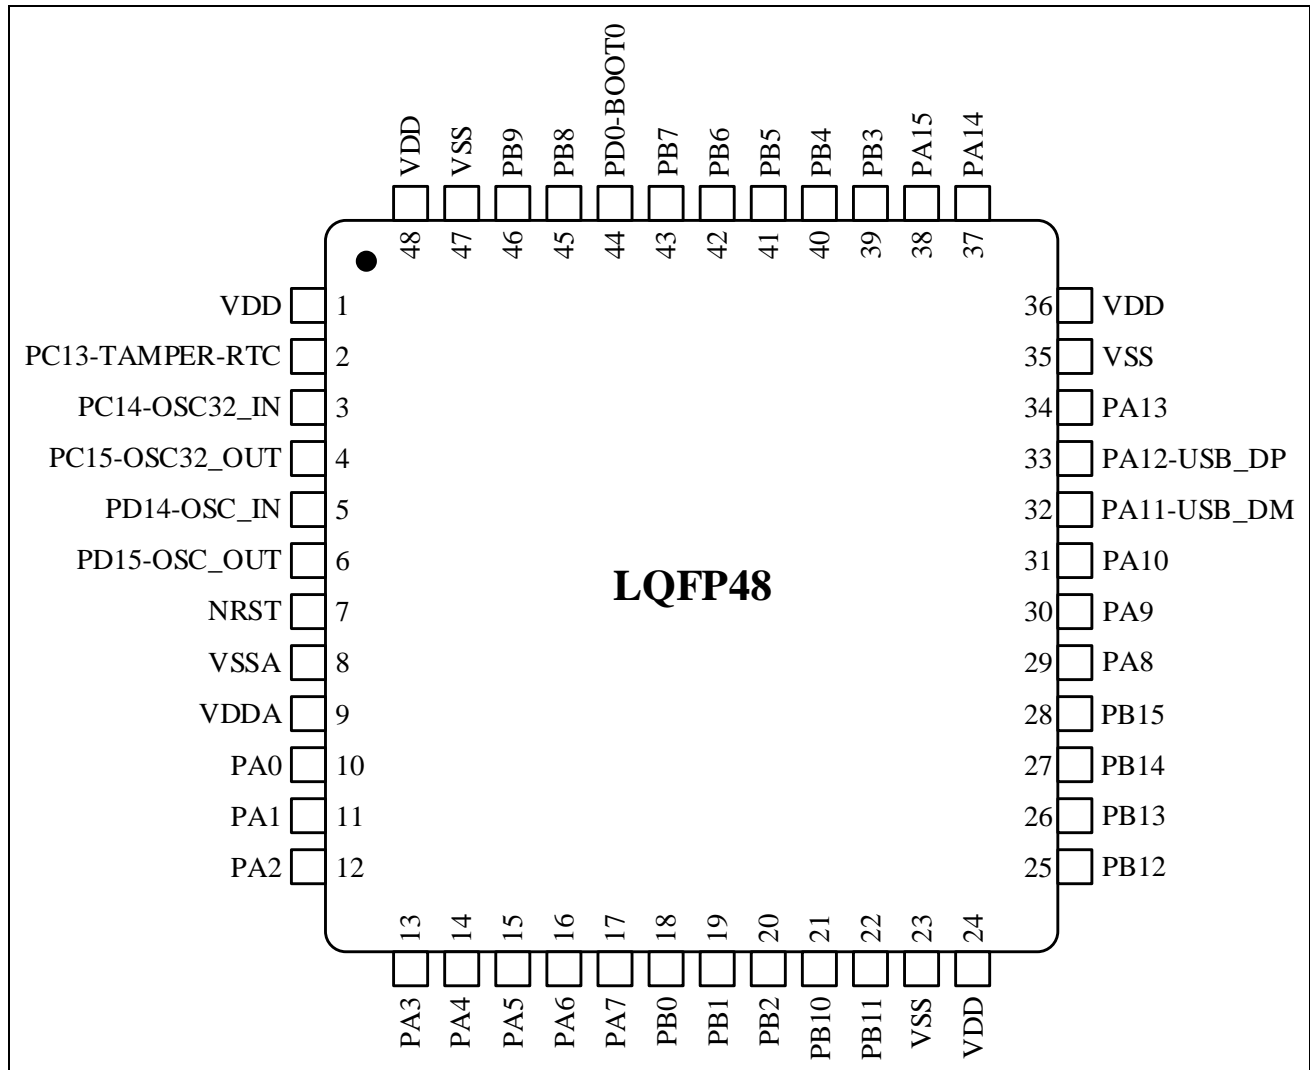 VDD
VSS
PB9
PB8
PD0-BOOT0
PB7
PB6
PB5
PB4
PB3
PA15
PA14
48
47
46
45
44
43
42
41
40
39
38
37
VDD 1
PC13-TAMPER-RTC 2
PC14-OSC32_IN 3
PC15-OSC32_OUT 4
PD14-OSC_IN 5
PD15-OSC_OUT 6
NRST 7
VSSA 8
VDDA 9
PA0 10
PA1 11
PA2 12
LQFP48
36 VDD
35 VSS
34 PA13
33 PA12-USB_DP
32 PA11-USB_DM
31 PA10
30 PA9
29 PA8
28 PB15
27 PB14
26 PB13
25 PB12
13
14
15
16
17
18
19
20
21
22
23
24
PA3
PA4
PA5
PA6
PA7
PB0
PB1
PB2
PB10
PB11
VSS
VDD